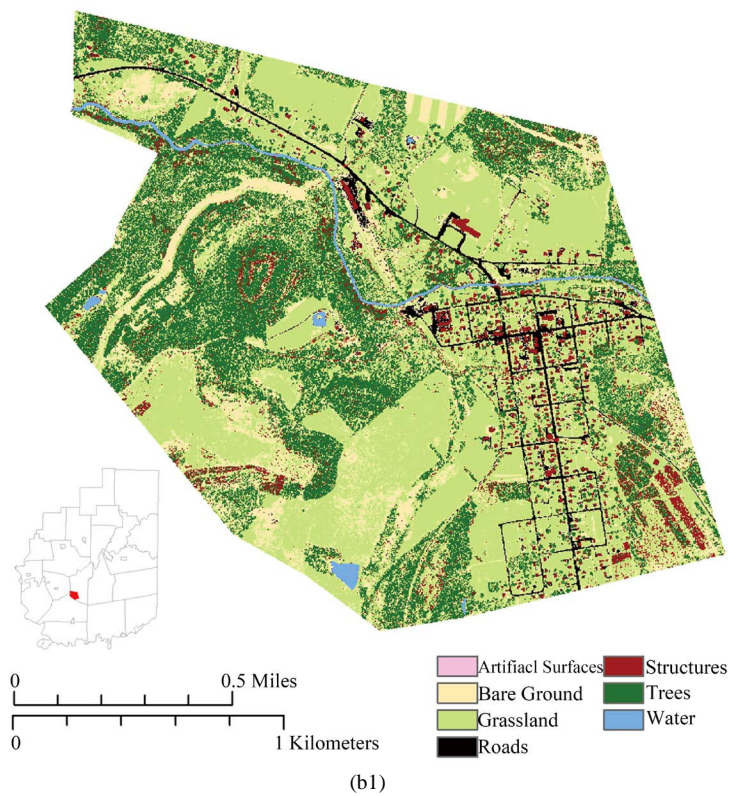 0 0.5 Miles
0 1 Kilometers
Artifiacl Surfaces
Bare Ground
Grassland
Roads
Structures
Trees
Water
(b1)